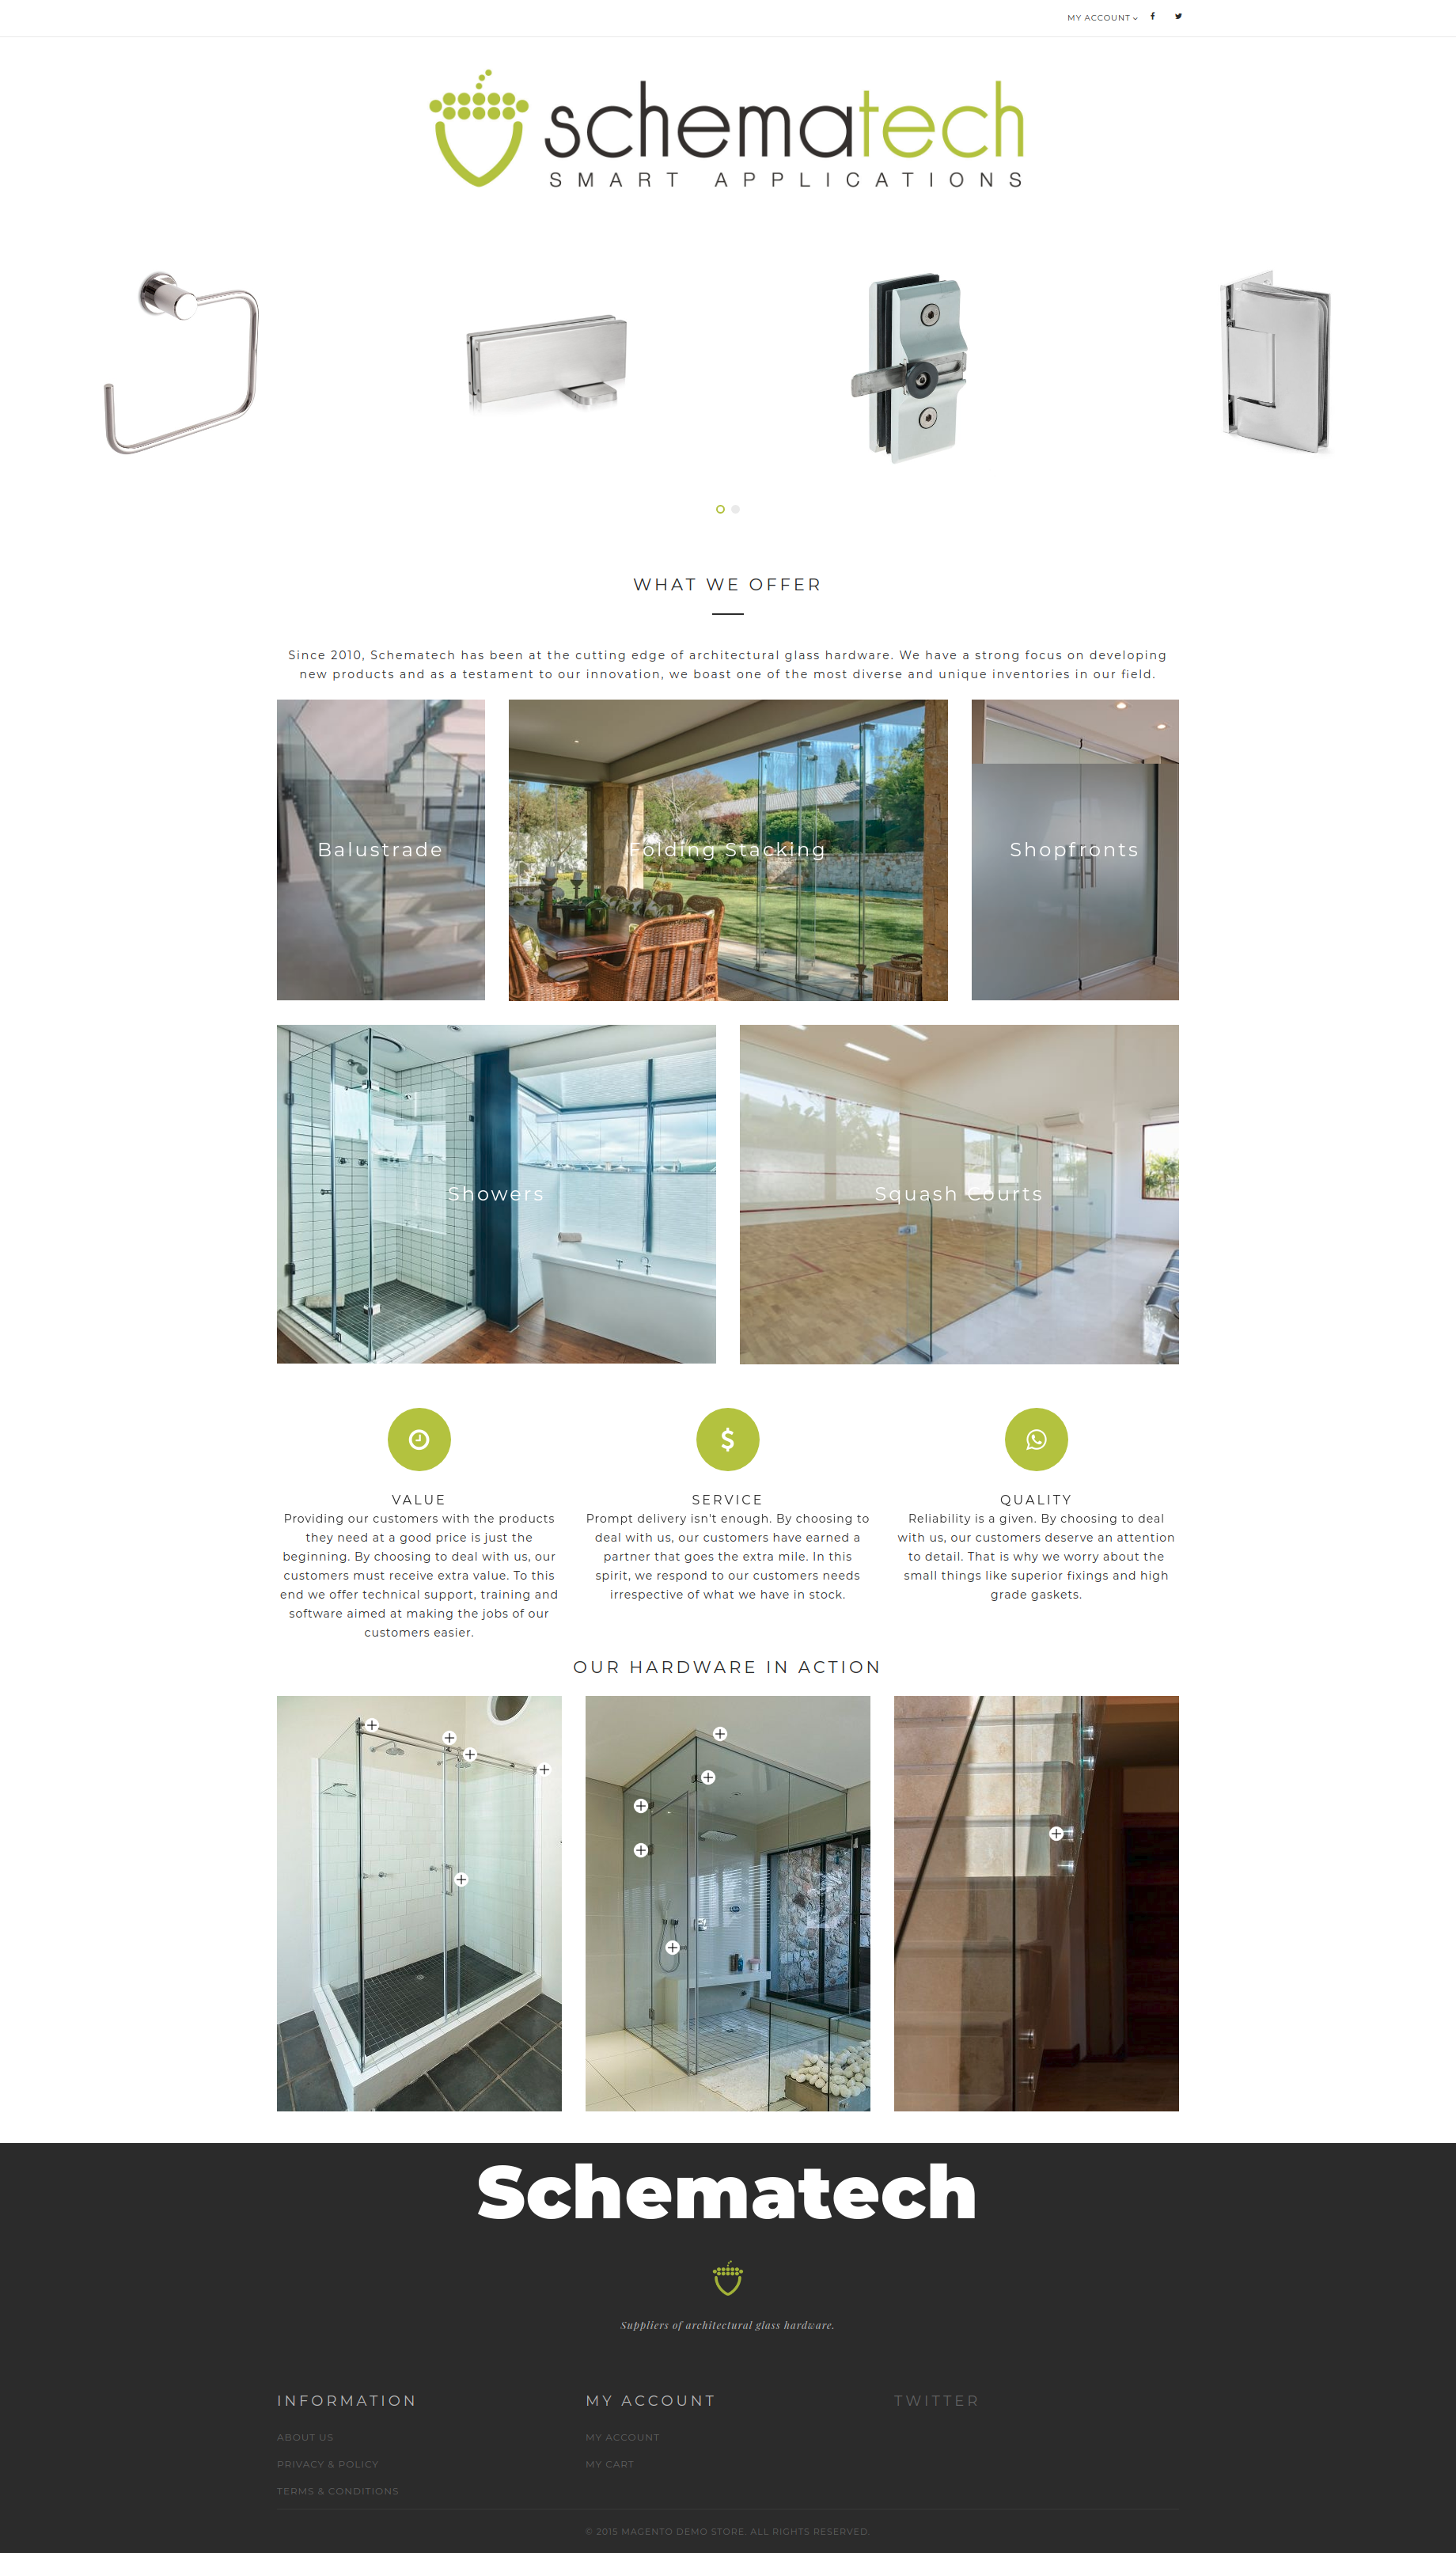 MY ACCOUNT
schematech
SMART APPLICATIONS
WHAT WE OFFER
Since 2010, Schematech has been at the cutting edge of architectural glass hardware. We have a strong focus on developing
new products and as a testament to our innovation, we boast one of the most diverse and unique inventories in our field.
Balustrade
Folding Stacking
Shopfronts
Showers
Squash Courts
VALUE
Providing our customers with the products
they need at a good price is just the
beginning. By choosing to deal with us, our
customers must receive extra value. To this
end we offer technical support, training and
software aimed at making the jobs of our
customers easier.
SERVICE
Prompt delivery isn't enough. By choosing to
deal with us, our customers have earned a
partner that goes the extra mile. In this
spirit, we respond to our customers needs
irrespective of what we have in stock.
QUALITY
Reliability is a given. By choosing to deal
with us, our customers deserve an attention
to detail. That is why we worry about the
small things like superior fixings and high
grade gaskets.
OUR HARDWARE IN ACTION
Schematech
Suppliers of architectural glass hardware.
INFORMATION
ABOUT US
PRIVACY & POLICY
TERMS & CONDITIONS
MY ACCOUNT
MY ACCOUNT
MY CART
TWITTER
© 2015 MAGENTO DEMO STORE. ALL RIGHTS RESERVED.